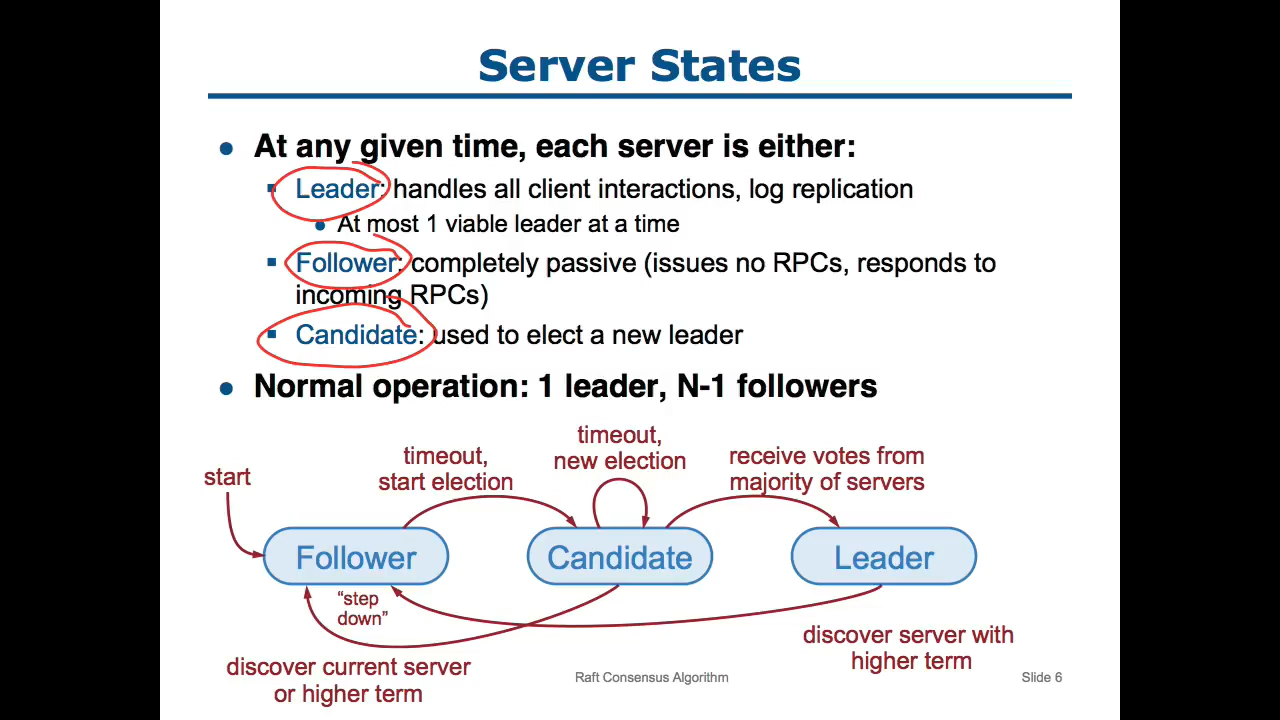 Server States
At any given time, each server is either:
Leader: handles all client interactions, log replication
At most 1 viable leader at a time
Follower: completely passive (issues no RPCs, responds to
incoming RPCs)
Candidate: used to elect a new leader
Normal operation: 1 leader, N-1 followers
start
timeout,
start election
timeout,
new election
receive votes from
majority of servers
Follower
Candidate
Leader
“step
down”
discover current server
or higher term
discover server with
higher term
Raft Consensus Algorithm
Slide 6